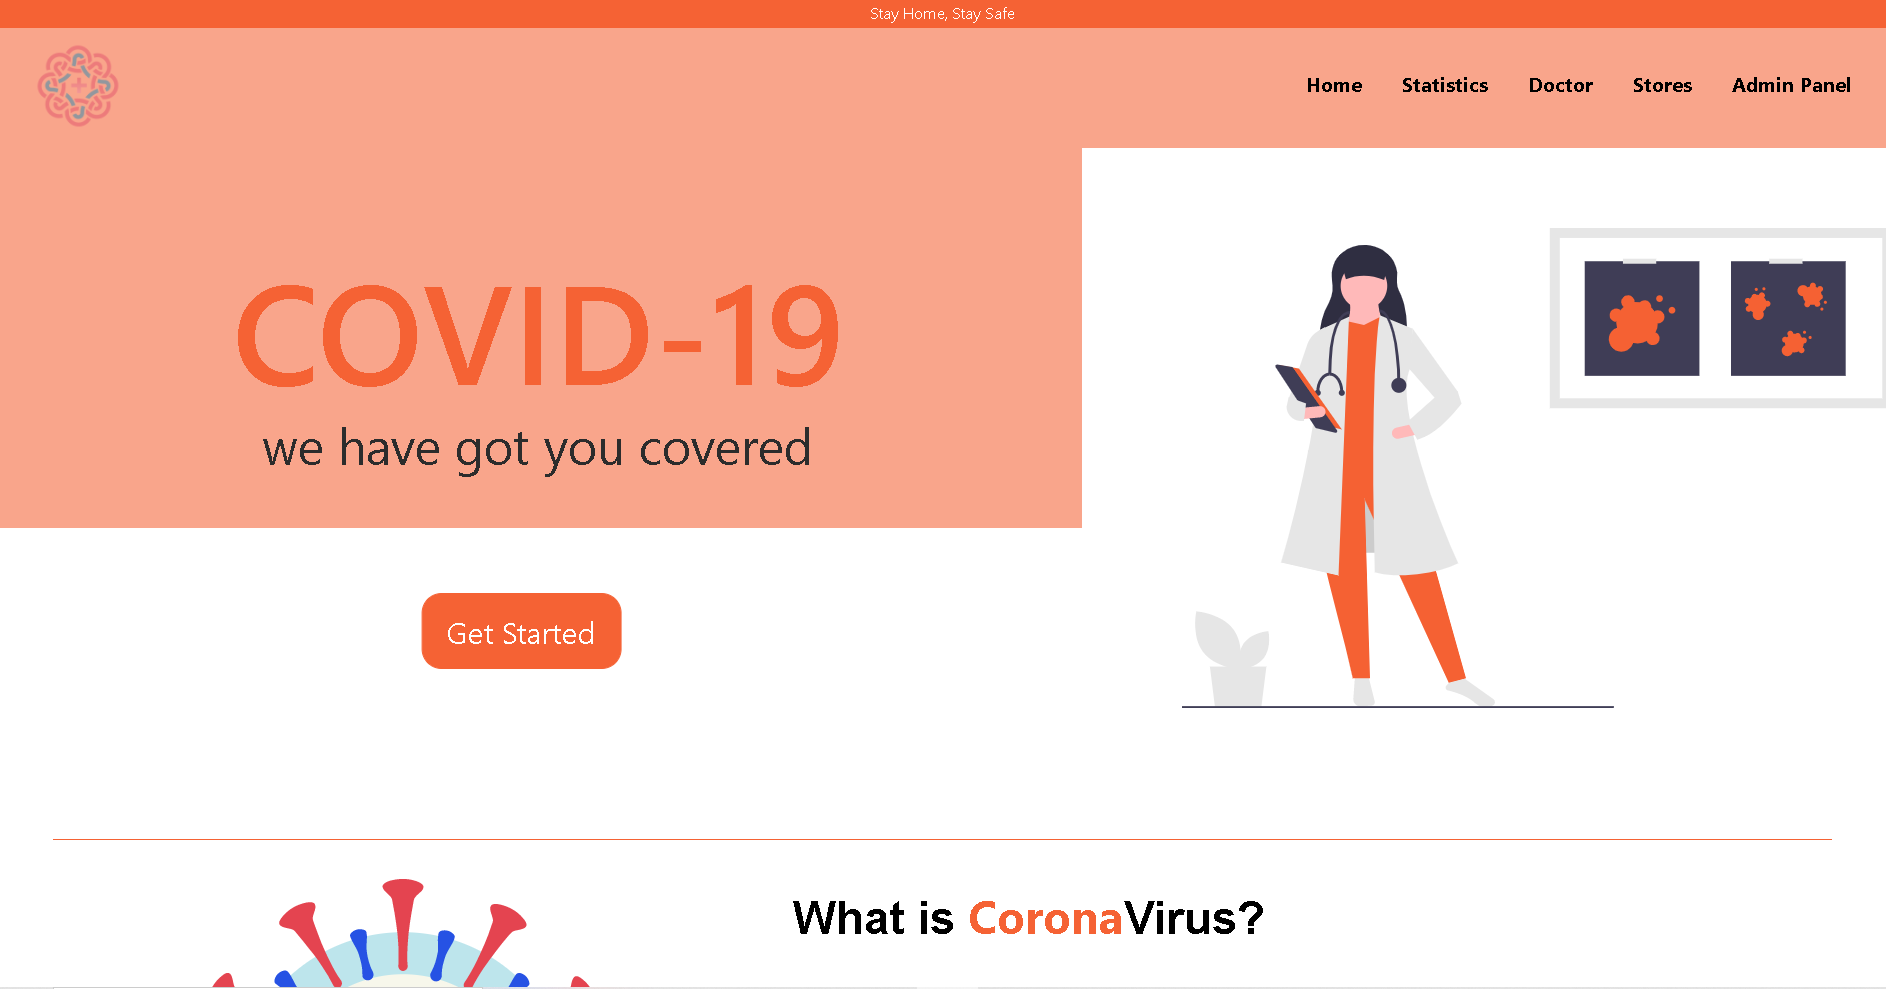 Stay Home, Stay Safe
Home Statistics Doctor Stores Admin Panel
COVID-19
we have got you covered
Get Started
What is CoronaVirus?